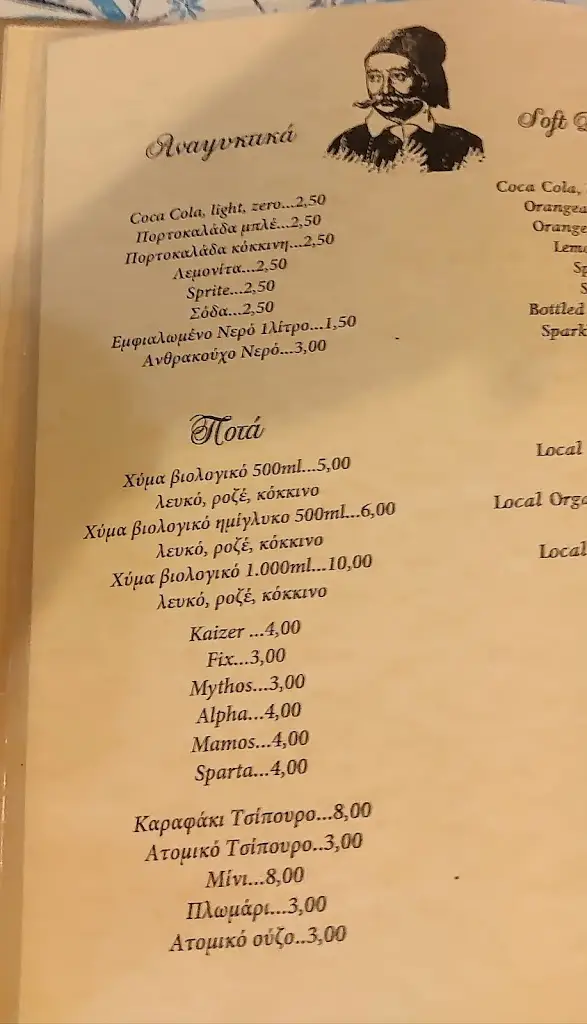 Αναψυκτικά
Coca Cola, light, zero...2,50
Πορτοκαλάδα μπλέ...2,50
Πορτοκαλάδα κόκκινη...2,50
Λεμονίτα...2,50
Sprite...2,50
Σόδα...2,50
Εμφιαλωμένο Νερό 1λίτρο...1,50
Ανθρακούχο Νερό...3,00
Ποτά
Χύμα βιολογικό 500ml...5,00
λευκό, ροζέ, κόκκινο
Χύμα βιολογικό ημίγλυκο 500ml...6,00
λευκό, ροζέ, κόκκινο
Χύμα βιολογικό 1.000ml...10,00
λευκό, ροζέ, κόκκινο
Kaizer ...4,00
Fix...3,00
Mythos...3,00
Alpha...4,00
Mamos...4,00
Sparta...4,00
Καραφάκι Τσίπουρο...8,00
Ατομικό Τσίπουρο..3,00
Μίνι...8,00
Πλωμάρι...3,00
Ατομικό ούζο..3,00
Soft
Coca Cola,
Bottled
Local
Local
Local